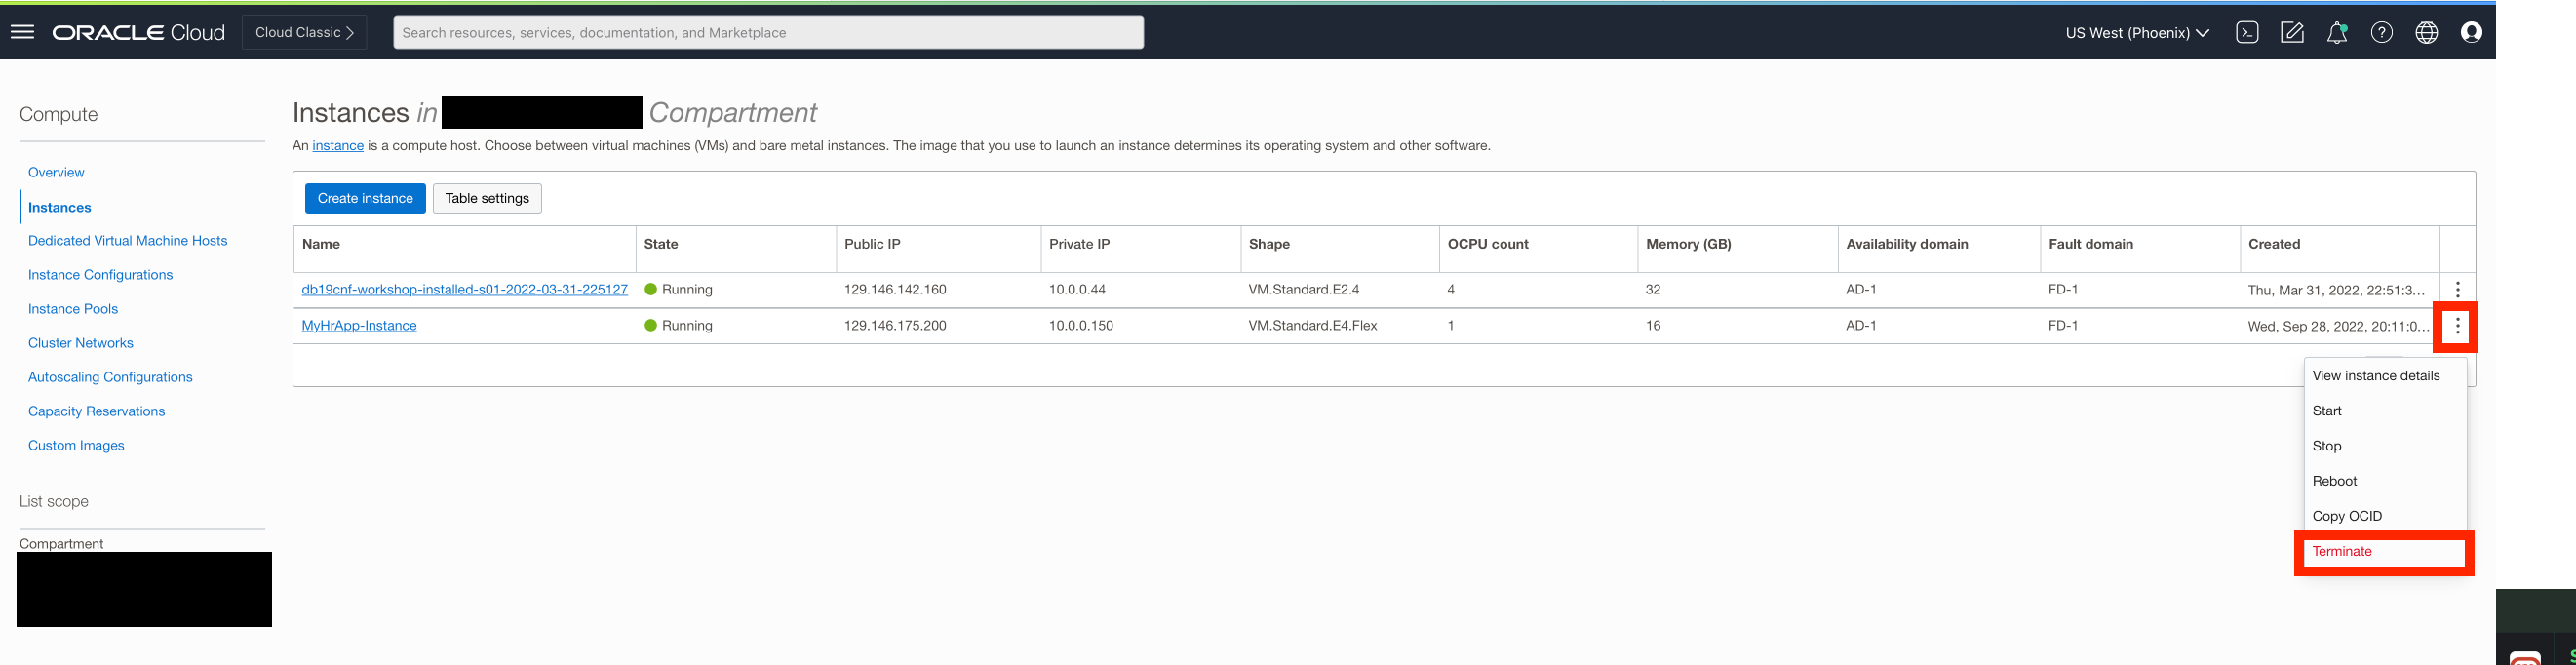 ORACLE Cloud Cloud Classic Search resources, services, documentation, and Marketplace US West (Phoenix)
Compute
Overview
Instances
Dedicated Virtual Machine Hosts
Instance Configurations
Instance Pools
Cluster Networks
Autoscaling Configurations
Capacity Reservations
Custom Images
List scope
Compartment
Instances in Compartment
An instance is a compute host. Choose between virtual machines (VMs) and bare metal instances. The image that you use to launch an instance determines its operating system and other software.
Create instance Table settings
Name State Public IP Private IP Shape OCPU count Memory (GB) Availability domain Fault domain Created
db19cnf-workshop-installed-s01-2022-03-31-225127 Running 129.146.142.160 10.0.0.44 VM.Standard.E2.4 4 32 AD-1 FD-1 Thu, Mar 31, 2022, 22:51:3...
MyHrApp-Instance Running 129.146.175.200 10.0.0.150 VM.Standard.E4.Flex 1 16 AD-1 FD-1 Wed, Sep 28, 2022, 20:11:0...
View instance details
Start
Stop
Reboot
Copy OCID
Terminate